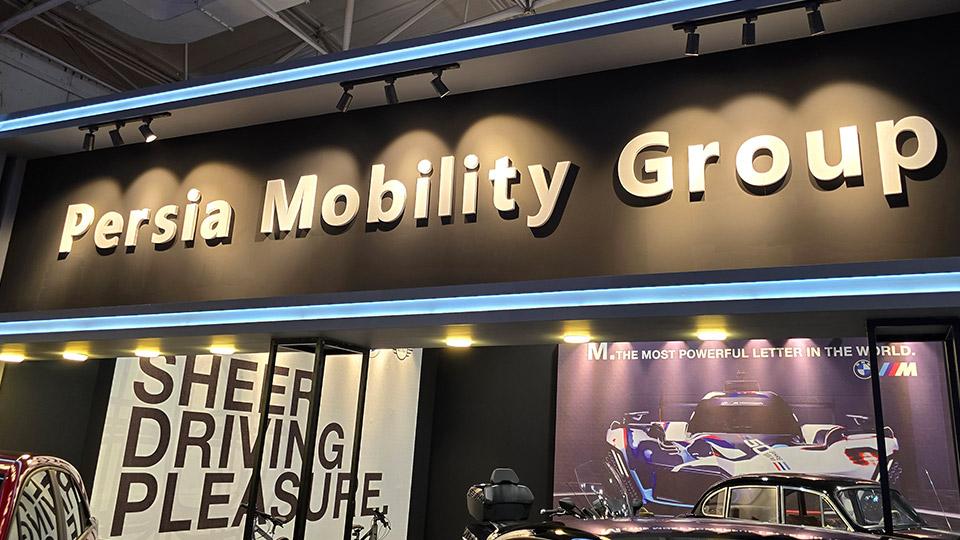 Persia Mobility Group
SHEER
DRIVING
PLEASURE.
M. THE MOST POWERFUL LETTER IN THE WORLD.
M